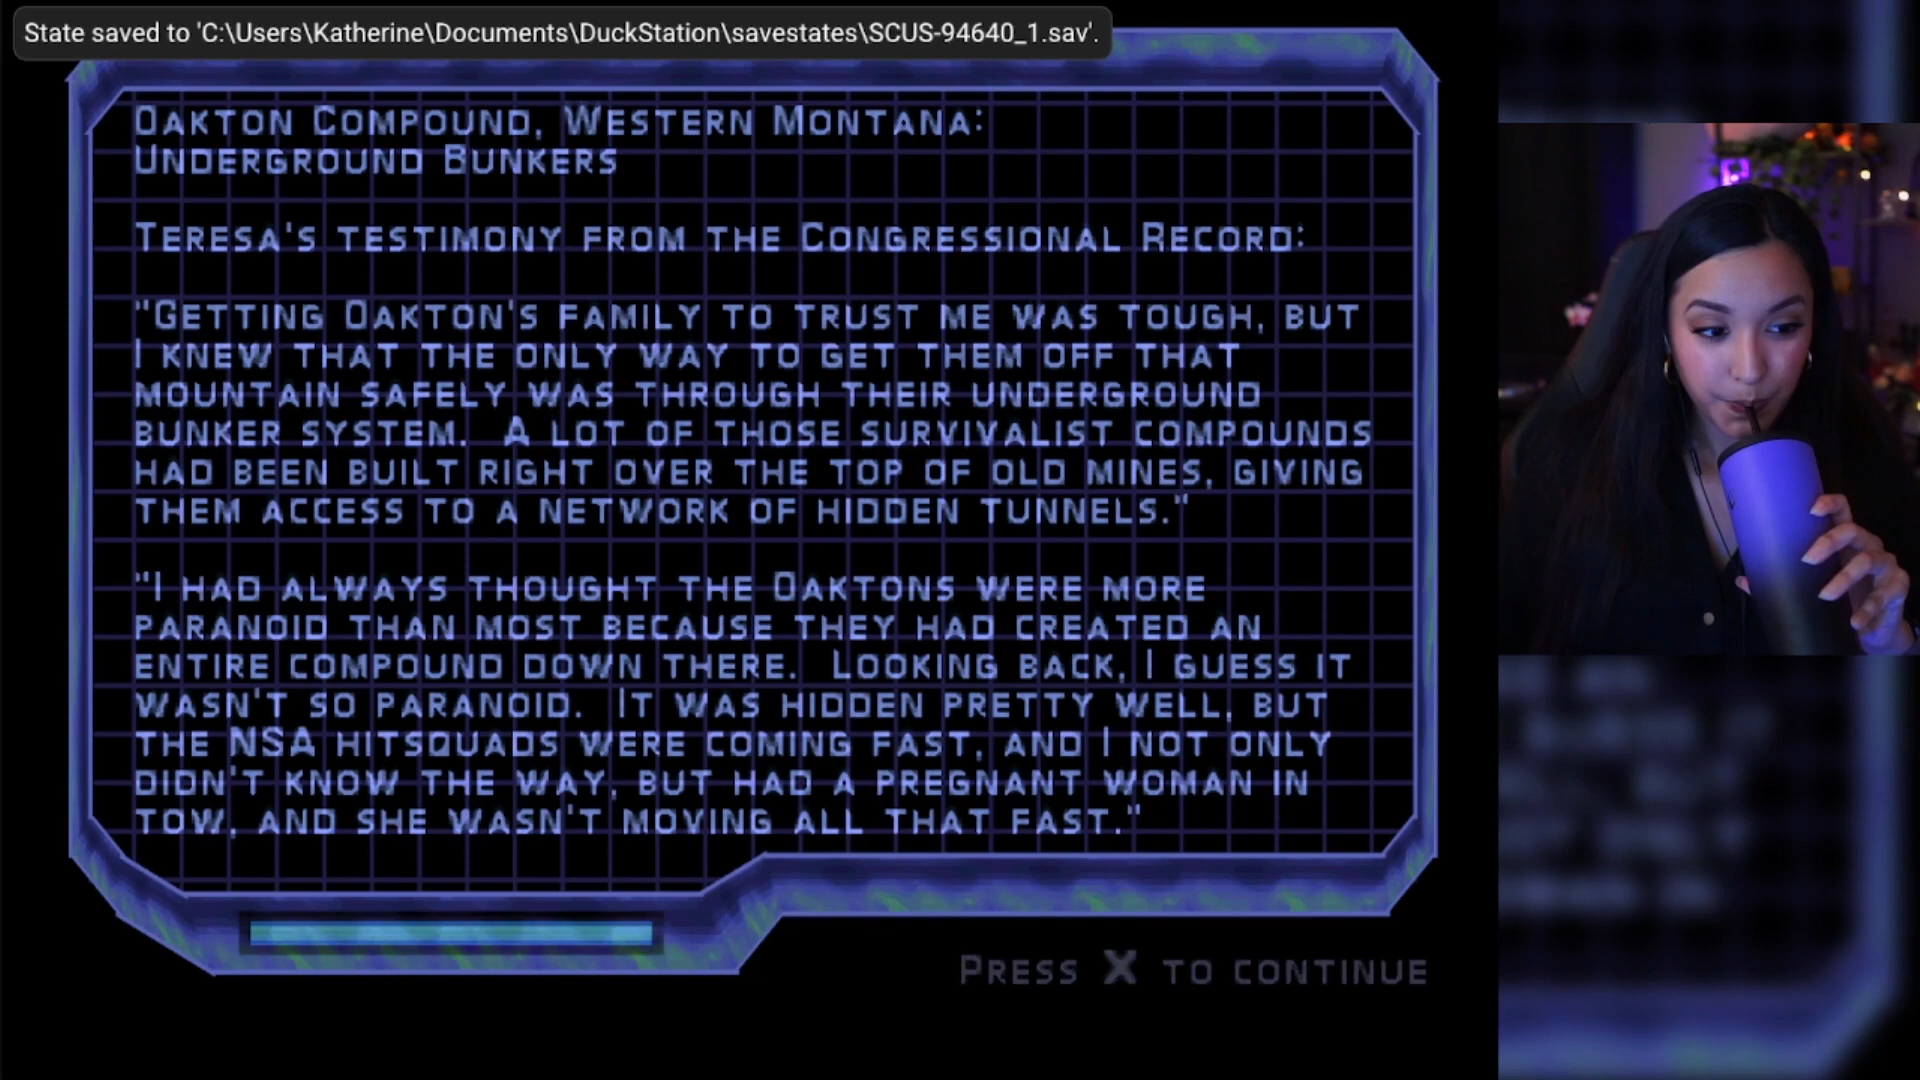 State saved to 'C:\Users\Katherine\Documents\DuckStation\savestates\SCUS-94640_1.sav'.
Oakton Compound, Western Montana:
Underground Bunkers
Teresa's testimony from the Congressional Record:
"Getting Oakton's family to trust me was tough, but
I knew that the only way to get them off that
mountain safely was through their underground
bunker system.  A lot of those survivalist compounds
had been built right over the top of old mines, giving
them access to a network of hidden tunnels."
"I had always thought the Oaktons were more
paranoid than most because they had created an
entire compound down there.  Looking back, I guess it
wasn't so paranoid.  It was hidden pretty well, but
the NSA hitsquads were coming fast, and I not only
didn't know the way, but had a pregnant woman in
tow, and she wasn't moving all that fast."
Press X to continue